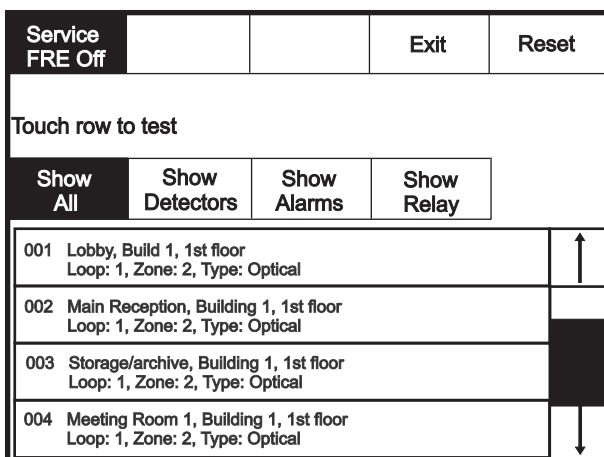 Service
FRE Off
Exit
Reset
Touch row to test
Show
All
Show
Detectors
Show
Alarms
Show
Relay
001 Lobby, Build 1, 1st floor
Loop: 1, Zone: 2, Type: Optical
002 Main Reception, Building 1, 1st floor
Loop: 1, Zone: 2, Type: Optical
003 Storage/archive, Building 1, 1st floor
Loop: 1, Zone: 2, Type: Optical
004 Meeting Room 1, Building 1, 1st floor
Loop: 1, Zone: 2, Type: Optical